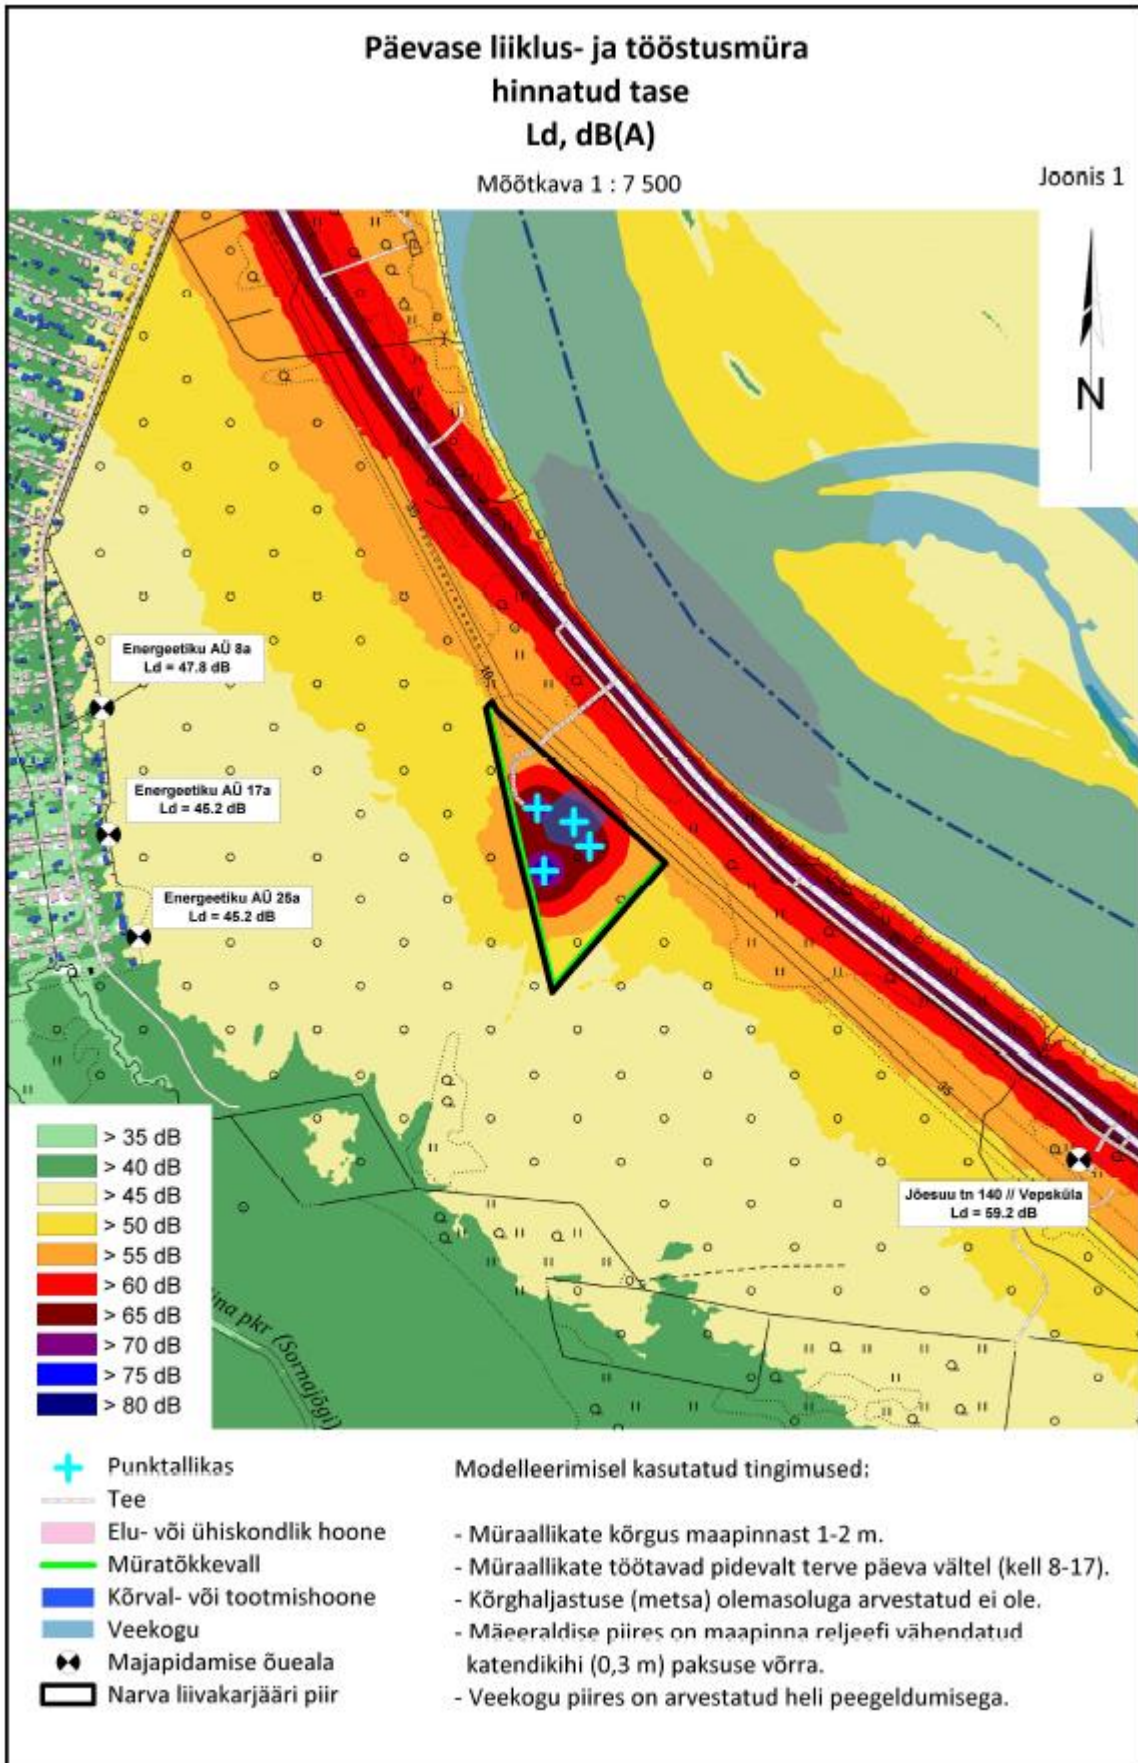 Päevase liiklus- ja tööstusmüra
hinnatud tase
Ld, dB(A)
Mõõtkava 1 : 7 500
Joonis 1
N
Energeetiku AÜ 8a
Ld = 47.8 dB
Energeetiku AÜ 17a
Ld = 45.2 dB
Energeetiku AÜ 25a
Ld = 45.2 dB
Jõesuu tn 140 // Vepsküla
Ld = 59.2 dB
35
pkr (Sornajõgi)
> 35 dB
> 40 dB
> 45 dB
> 50 dB
> 55 dB
> 60 dB
> 65 dB
> 70 dB
> 75 dB
> 80 dB
Punktallikas
Tee
Elu- või ühiskondlik hoone
Müratõkkevall
Kõrval- või tootmishoone
Veekogu
Majapidamise õueala
Narva liivakarjääri piir
Modelleerimisel kasutatud tingimused:
- Müraallikate kõrgus maapinnast 1-2 m.
- Müraallikate töötavad pidevalt terve päeva vältel (kell 8-17).
- Kõrghaljastuse (metsa) olemasoluga arvestatud ei ole.
- Mäeeraldise piires on maapinna reljeefi vähendatud
katendikihi (0,3 m) paksuse võrra.
- Veekogu piires on arvestatud heli peegeldumisega.